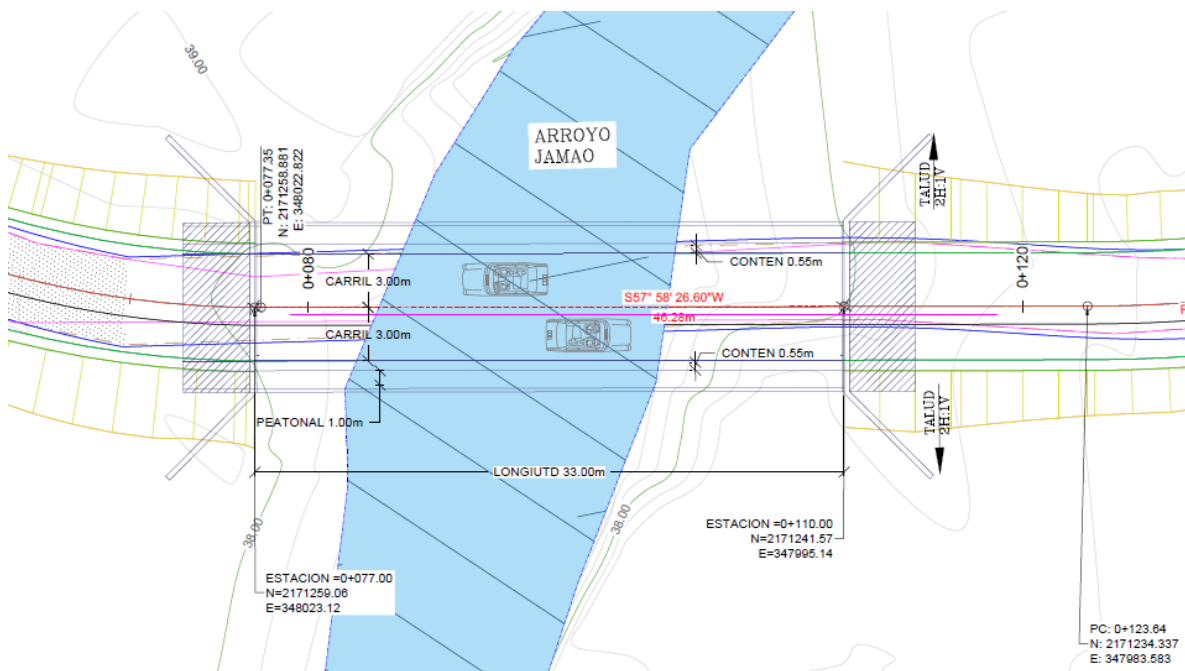 39.00
ARROYO
JAMAO
PT: 0+077.35
N: 2171258.881
E: 348022.822
0+080
TALUD
2H:1V
0+120
CONTEN 0.55m
CARRIL 3.00m
S57° 58' 26.60"W
46.28m
CARRIL 3.00m
CONTEN 0.55m
PEATONAL 1.00m
TALUD
2H:1V
LONGIUTD 33.00m
38.00
38.00
ESTACION =0+110.00
N=2171241.57
E=347995.14
ESTACION =0+077.00
N=2171259.06
E=348023.12
PC: 0+123.64
N: 2171234.337
E: 347983.583